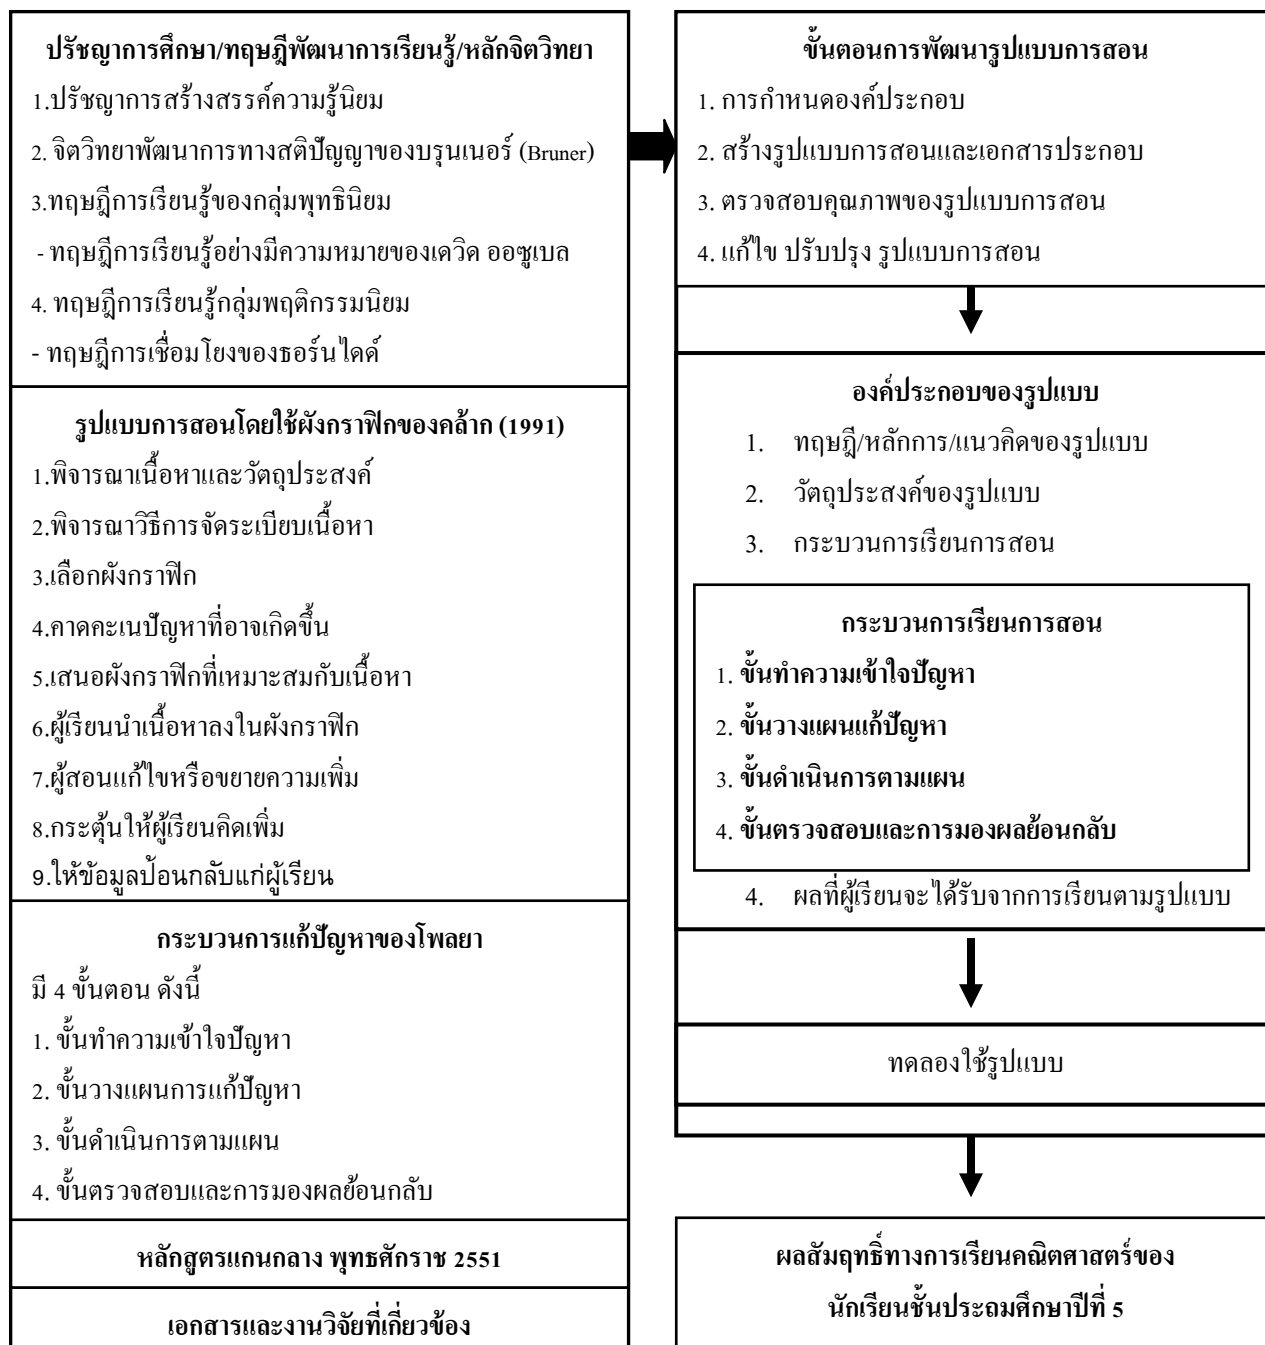 ปรัชญาการศึกษา/ทฤษฎีพัฒนาการเรียนรู้/หลักจิตวิทยา
1.ปรัชญาการสร้างสรรค์ความรู้นิยม
2. จิตวิทยาพัฒนาการทางสติปัญญาของบรุนเนอร์ (Bruner)
3.ทฤษฎีการเรียนรู้ของกลุ่มพุทธินิยม
- ทฤษฎีการเรียนรู้อย่างมีความหมายของเดวิด ออซูเบล
4. ทฤษฎีการเรียนรู้กลุ่มพฤติกรรมนิยม
- ทฤษฎีการเชื่อมโยงของธอร์นไดค์
รูปแบบการสอนโดยใช้ผังกราฟิกของคล้าก (1991)
1.พิจารณาเนื้อหาและวัตถุประสงค์
2.พิจารณาวิธีการจัดระเบียบเนื้อหา
3.เลือกผังกราฟิก
4.คาดคะเนปัญหาที่อาจเกิดขึ้น
5.เสนอผังกราฟิกที่เหมาะสมกับเนื้อหา
6.ผู้เรียนนำเนื้อหาลงในผังกราฟิก
7.ผู้สอนแก้ไขหรือขยายความเพิ่ม
8.กระตุ้นให้ผู้เรียนคิดเพิ่ม
9.ให้ข้อมูลป้อนกลับแก่ผู้เรียน
กระบวนการแก้ปัญหาของโพลยา
มี 4 ขั้นตอน ดังนี้
1. ขั้นทำความเข้าใจปัญหา
2. ขั้นวางแผนการแก้ปัญหา
3. ขั้นดำเนินการตามแผน
4. ขั้นตรวจสอบและการมองผลย้อนกลับ
หลักสูตรแกนกลาง พุทธศักราช 2551
เอกสารและงานวิจัยที่เกี่ยวข้อง
ขั้นตอนการพัฒนารูปแบบการสอน
1. การกำหนดองค์ประกอบ
2. สร้างรูปแบบการสอนและเอกสารประกอบ
3. ตรวจสอบคุณภาพของรูปแบบการสอน
4. แก้ไข ปรับปรุง รูปแบบการสอน
องค์ประกอบของรูปแบบ
1. ทฤษฎี/หลักการ/แนวคิดของรูปแบบ
2. วัตถุประสงค์ของรูปแบบ
3. กระบวนการเรียนการสอน
กระบวนการเรียนการสอน
1. ขั้นทำความเข้าใจปัญหา
2. ขั้นวางแผนแก้ปัญหา
3. ขั้นดำเนินการตามแผน
4. ขั้นตรวจสอบและการมองผลย้อนกลับ
4. ผลที่ผู้เรียนจะได้รับจากการเรียนตามรูปแบบ
ทดลองใช้รูปแบบ
ผลสัมฤทธิ์ทางการเรียนคณิตศาสตร์ของ
นักเรียนชั้นประถมศึกษาปีที่ 5